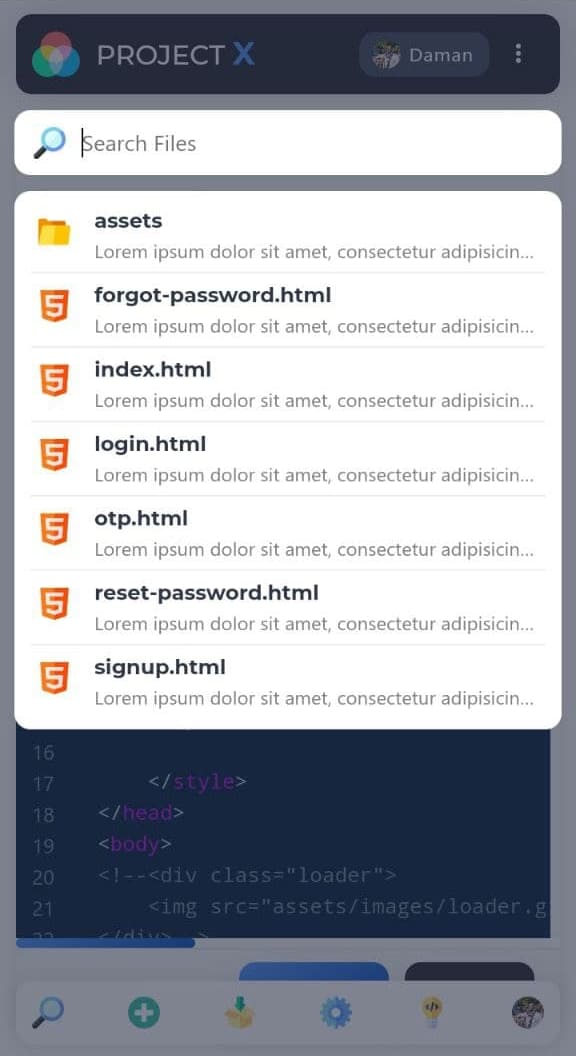 PROJECT X
Daman
Search Files
assets
Lorem ipsum dolor sit amet, consectetur adipisicin...
forgot-password.html
Lorem ipsum dolor sit amet, consectetur adipisicin...
index.html
Lorem ipsum dolor sit amet, consectetur adipisicin...
login.html
Lorem ipsum dolor sit amet, consectetur adipisicin...
otp.html
Lorem ipsum dolor sit amet, consectetur adipisicin...
reset-password.html
Lorem ipsum dolor sit amet, consectetur adipisicin...
signup.html
Lorem ipsum dolor sit amet, consectetur adipisicin...
16
17 </style>
18 </head>
19 <body>
20 <!--<div class="loader">
21 <img src="assets/images/loader.g